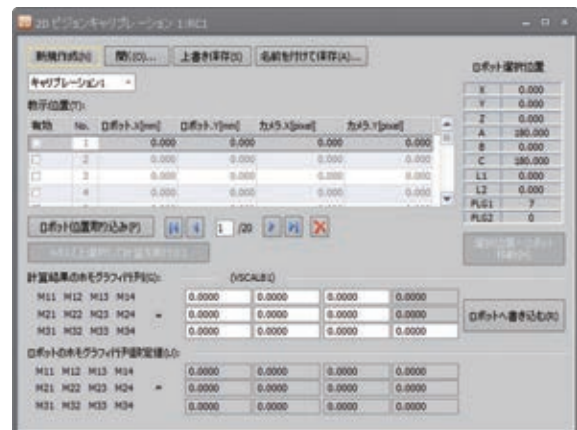 2D ビジョンキャリブレーション 1:RC1
新規作成(N) 開く(O)... 上書き保存(S) 名前を付けて保存(A)...
キャリブレーション1
教示位置(T):
有効 No. ロボット.X[mm] ロボット.Y[mm] カメラ.X[pixel] カメラ.Y[pixel]
1 0.000 0.000 0.000 0.000
2 0.000 0.000 0.000 0.000
3 0.000 0.000 0.000 0.000
4 0.000 0.000 0.000 0.000
ロボット位置取り込み(P) 1 /20
計算結果のホモグラフィ行列(G): (VSCALB1)
M11 M12 M13 M14 0.0000 0.0000 0.0000 0.0000
M21 M22 M23 M24 = 0.0000 0.0000 0.0000 0.0000
M31 M32 M33 M34 0.0000 0.0000 0.0000 0.0000
ロボットのホモグラフィ行列設定値(L):
M11 M12 M13 M14 0.0000 0.0000 0.0000 0.0000
M21 M22 M23 M24 = 0.0000 0.0000 0.0000 0.0000
M31 M32 M33 M34 0.0000 0.0000 0.0000 0.0000
ロボット選択位置
X 0.000
Y 0.000
Z 0.000
A 180.000
B 0.000
C 180.000
L1 0.000
L2 0.000
FLG1 7
FLG2 0
ロボットへ書き込む(R)